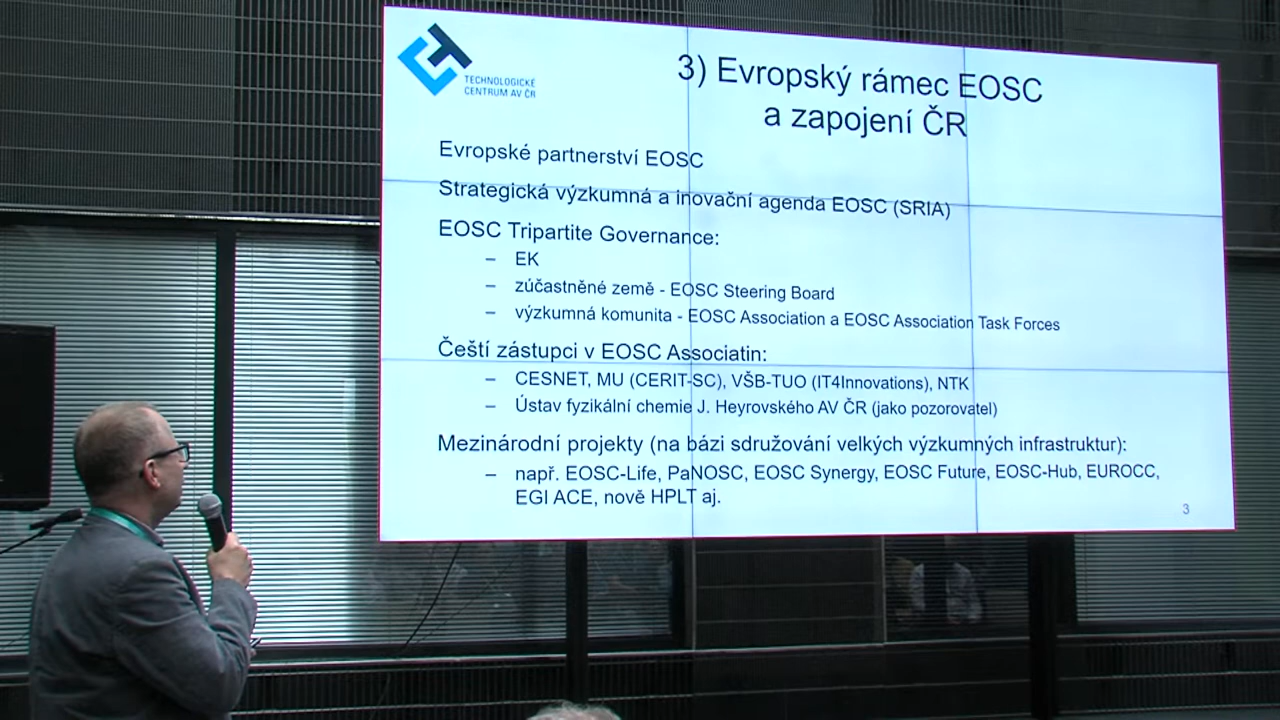 TECHNOLOGICKÉ
CENTRUM AV ČR
3) Evropský rámec EOSC
a zapojení ČR
Evropské partnerství EOSC
Strategická výzkumná a inovační agenda EOSC (SRIA)
EOSC Tripartite Governance:
– EK
– zúčastněné země - EOSC Steering Board
– výzkumná komunita - EOSC Association a EOSC Association Task Forces
Čeští zástupci v EOSC Associatin:
– CESNET, MU (CERIT-SC), VŠB-TUO (IT4Innovations), NTK
– Ústav fyzikální chemie J. Heyrovského AV ČR (jako pozorovatel)
Mezinárodní projekty (na bázi sdružování velkých výzkumných infrastruktur):
– např. EOSC-Life, PaNOSC, EOSC Synergy, EOSC Future, EOSC-Hub, EUROCC,
EGI ACE, nově HPLT aj.
3